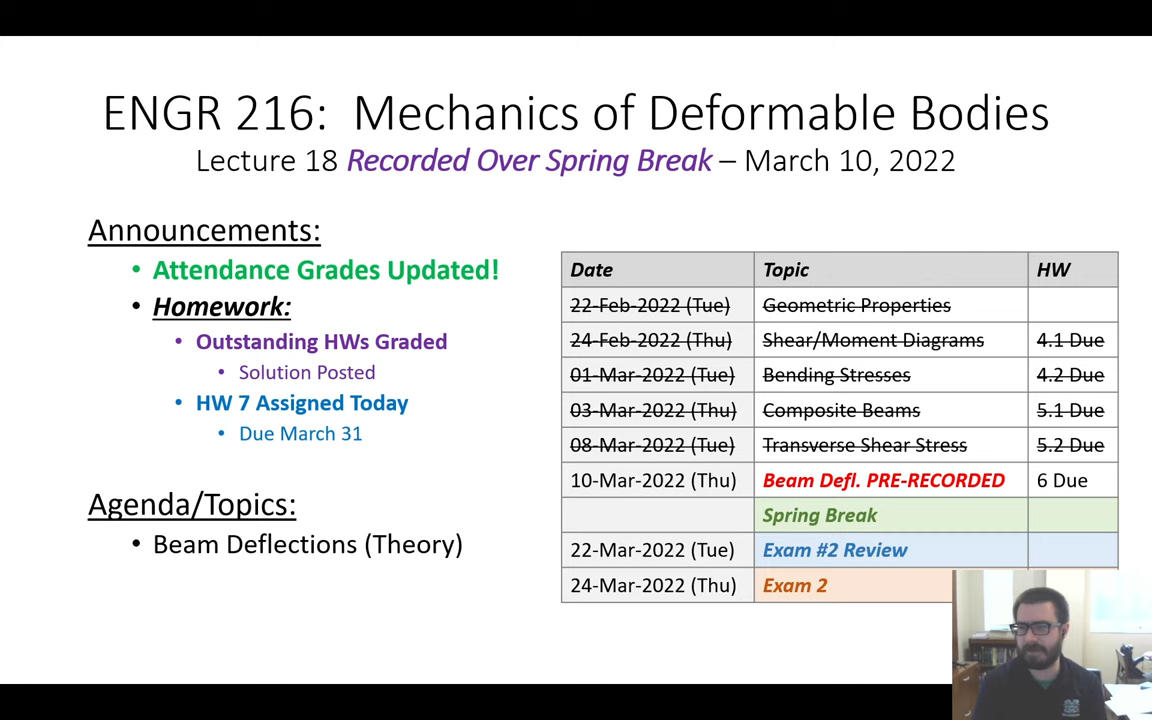 ENGR 216: Mechanics of Deformable Bodies
Lecture 18 Recorded Over Spring Break – March 10, 2022
Announcements:
• Attendance Grades Updated!
• Homework:
• Outstanding HWs Graded
• Solution Posted
• HW 7 Assigned Today
• Due March 31
Agenda/Topics:
• Beam Deflections (Theory)
Date Topic HW
22-Feb-2022 (Tue) Geometric Properties
24-Feb-2022 (Thu) Shear/Moment Diagrams 4.1 Due
01-Mar-2022 (Tue) Bending Stresses 4.2 Due
03-Mar-2022 (Thu) Composite Beams 5.1 Due
08-Mar-2022 (Tue) Transverse Shear Stress 5.2 Due
10-Mar-2022 (Thu) Beam Defl. PRE-RECORDED 6 Due
Spring Break
22-Mar-2022 (Tue) Exam #2 Review
24-Mar-2022 (Thu) Exam 2